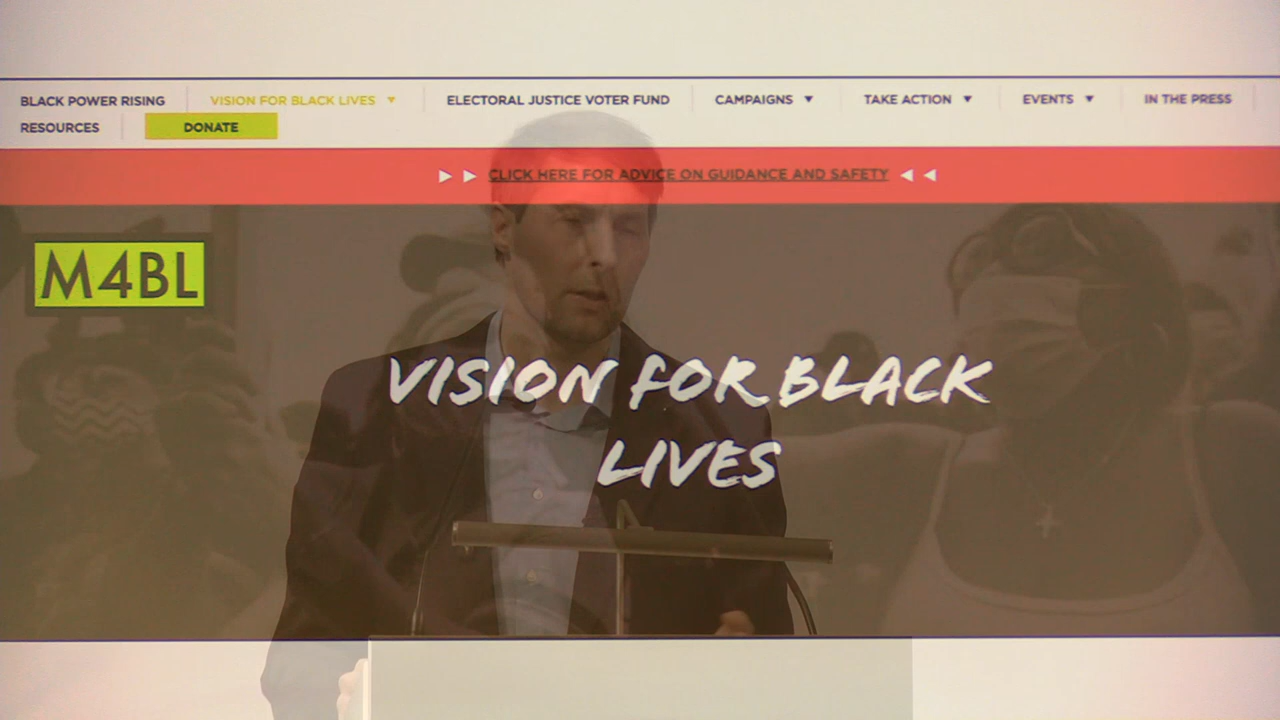 BLACK POWER RISING
VISION FOR BLACK LIVES ▼
ELECTORAL JUSTICE VOTER FUND
CAMPAIGNS ▼
TAKE ACTION ▼
EVENTS ▼
IN THE PRESS
RESOURCES
DONATE
CLICK HERE FOR ADVICE ON GUIDANCE AND SAFETY
M4BL
VISION FOR BLACK
LIVES